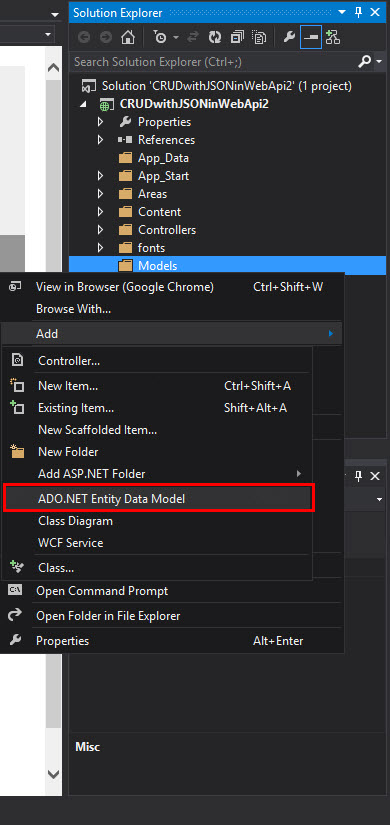 Solution Explorer
Search Solution Explorer (Ctrl+;)
Solution 'CRUDwithJSONinWebApi2' (1 project)
CRUDwithJSONinWebApi2
Properties
References
App_Data
App_Start
Areas
Content
Controllers
fonts
Models
View in Browser (Google Chrome) Ctrl+Shift+W
Browse With...
Add
Controller...
New Item... Ctrl+Shift+A
Existing Item... Shift+Alt+A
New Scaffolded Item...
New Folder
Add ASP.NET Folder
ADO.NET Entity Data Model
Class Diagram
WCF Service
Class...
Open Command Prompt
Open Folder in File Explorer
Properties Alt+Enter
Misc